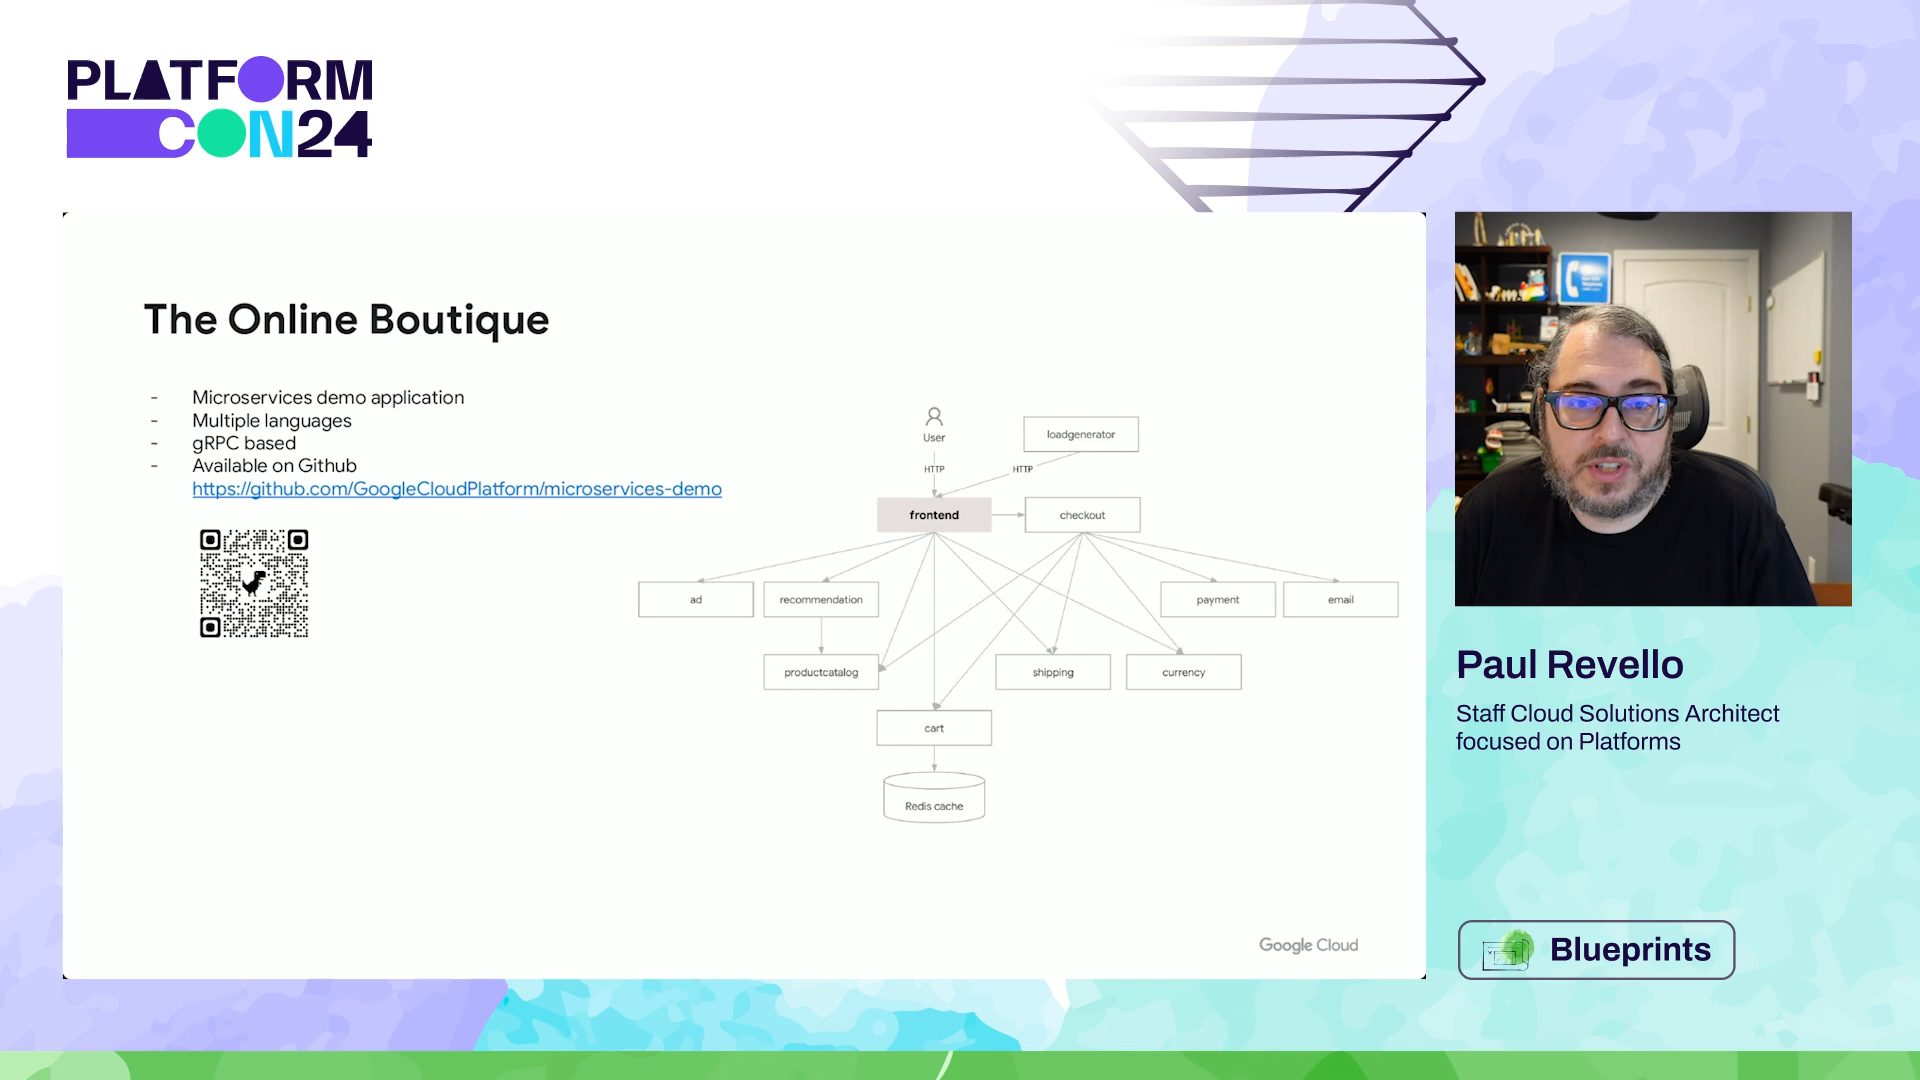 PLATFORM
CON24
The Online Boutique
- Microservices demo application
- Multiple languages
- gRPC based
- Available on Github
https://github.com/GoogleCloudPlatform/microservices-demo
User
loadgenerator
HTTP
HTTP
frontend
checkout
ad
recommendation
payment
email
productcatalog
shipping
currency
cart
Redis cache
Google Cloud
Paul Revello
Staff Cloud Solutions Architect
focused on Platforms
Blueprints